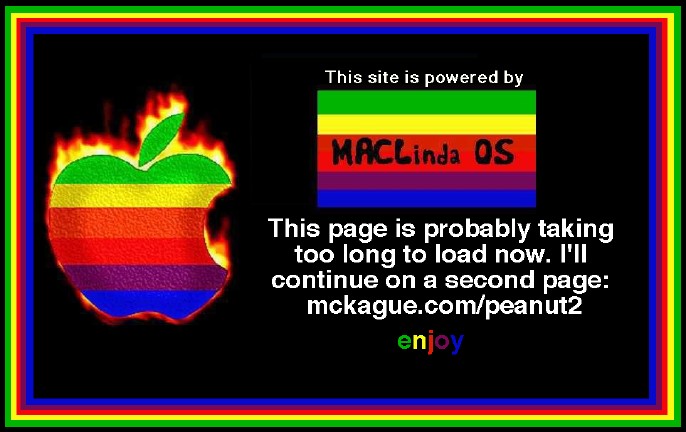 This site is powered by
MACLinda OS
This page is probably taking
too long to load now. I'll
continue on a second page:
mckague.com/peanut2
enjoy